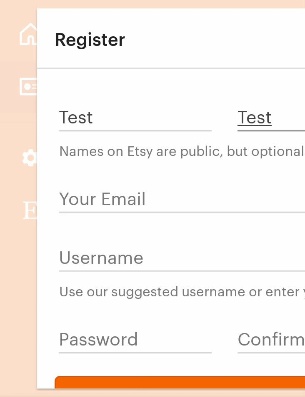 Register
Test Test
Names on Etsy are public, but optional
Your Email
E
Username
Use our suggested username or enter
Password Confirm